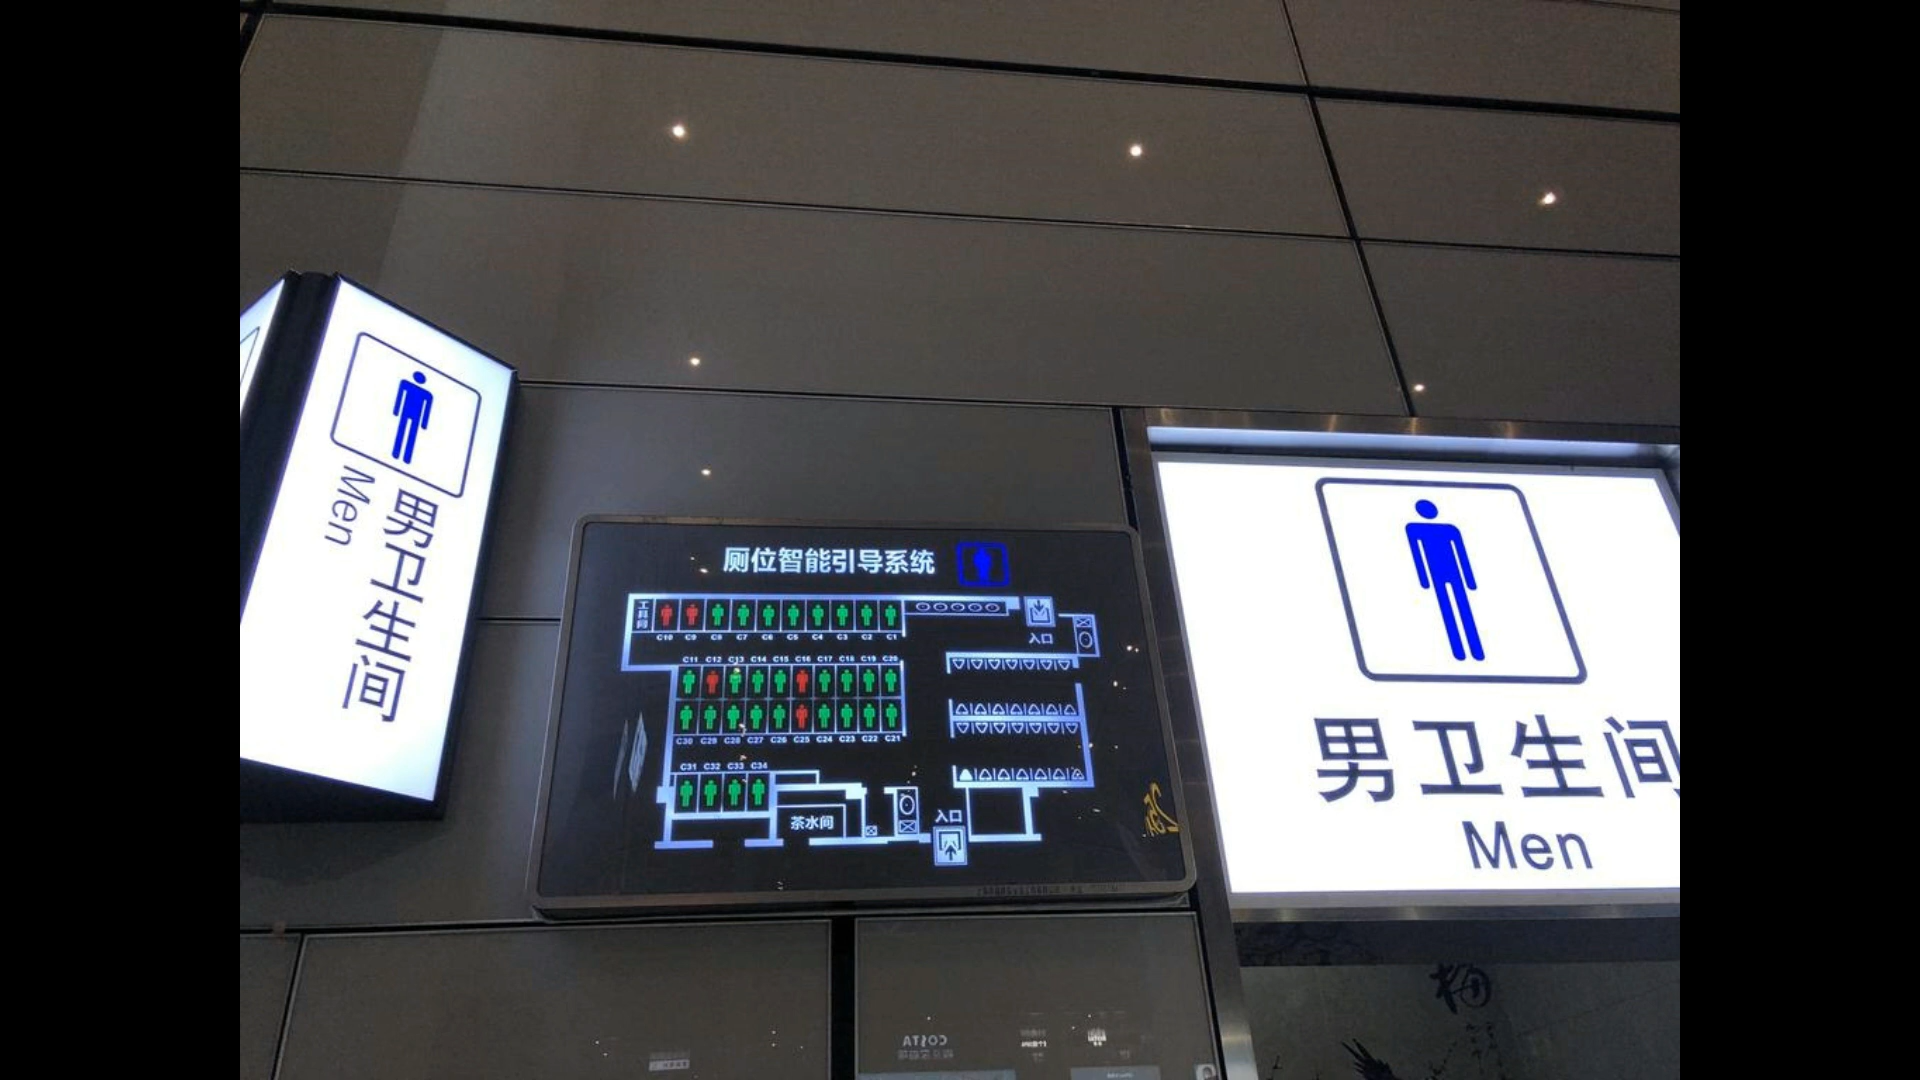 男卫生间
Men
厕位智能引导系统
工具间
C10 C9 C8 C7 C6 C5 C4 C3 C2 C1
入口
C11 C12 C13 C14 C15 C16 C17 C18 C19 C20
C30 C29 C28 C27 C26 C25 C24 C23 C22 C21
C31 C32 C33 C34
茶水间
入口
男卫生间
Men
梅
COSTA